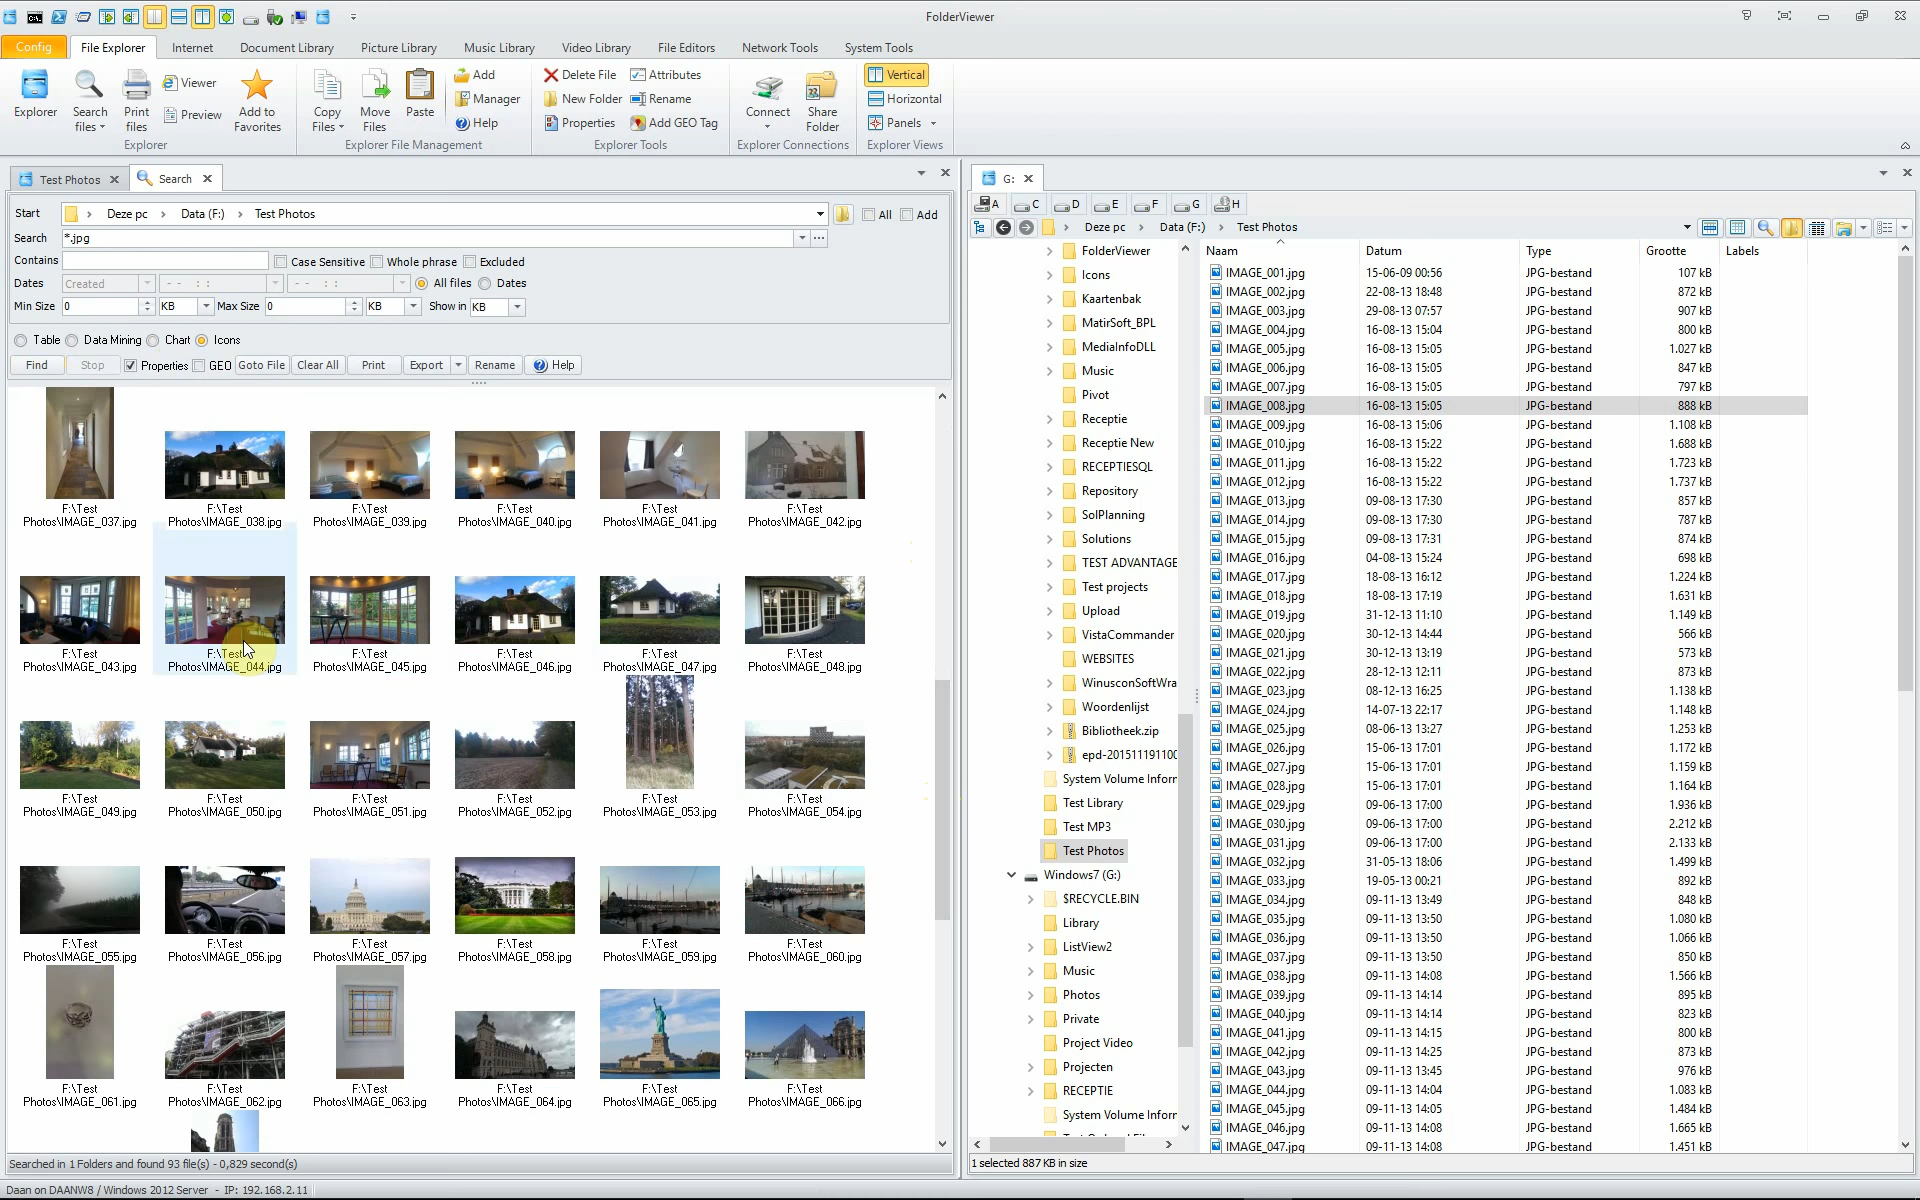 FolderViewer
Config File Explorer Internet Document Library Picture Library Music Library Video Library File Editors Network Tools System Tools
Explorer Search files Print files Viewer Preview Add to Favorites
Explorer
Copy Files Move Files Paste Add Manager Help
Explorer File Management
Delete File Attributes
New Folder Rename
Properties Add GEO Tag
Explorer Tools
Connect Share Folder
Explorer Connections
Vertical
Horizontal
Panels
Explorer Views
Test Photos Search
Start Deze pc Data (F:) Test Photos All Add
Search *.jpg
Contains Case Sensitive Whole phrase Excluded
Dates Created - - : : - - : : All files Dates
Min Size 0 KB Max Size 0 KB Show in KB
Table Data Mining Chart Icons
Find Stop Properties GEO Goto File Clear All Print Export Rename Help
F:\Test Photos\IMAGE_037.jpg
F:\Test Photos\IMAGE_038.jpg
F:\Test Photos\IMAGE_039.jpg
F:\Test Photos\IMAGE_040.jpg
F:\Test Photos\IMAGE_041.jpg
F:\Test Photos\IMAGE_042.jpg
F:\Test Photos\IMAGE_043.jpg
F:\Test Photos\IMAGE_044.jpg
F:\Test Photos\IMAGE_045.jpg
F:\Test Photos\IMAGE_046.jpg
F:\Test Photos\IMAGE_047.jpg
F:\Test Photos\IMAGE_048.jpg
F:\Test Photos\IMAGE_049.jpg
F:\Test Photos\IMAGE_050.jpg
F:\Test Photos\IMAGE_051.jpg
F:\Test Photos\IMAGE_052.jpg
F:\Test Photos\IMAGE_053.jpg
F:\Test Photos\IMAGE_054.jpg
F:\Test Photos\IMAGE_055.jpg
F:\Test Photos\IMAGE_056.jpg
F:\Test Photos\IMAGE_057.jpg
F:\Test Photos\IMAGE_058.jpg
F:\Test Photos\IMAGE_059.jpg
F:\Test Photos\IMAGE_060.jpg
F:\Test Photos\IMAGE_061.jpg
F:\Test Photos\IMAGE_062.jpg
F:\Test Photos\IMAGE_063.jpg
F:\Test Photos\IMAGE_064.jpg
F:\Test Photos\IMAGE_065.jpg
F:\Test Photos\IMAGE_066.jpg
Searched in 1 Folders and found 93 file(s) - 0,829 second(s)
G:
A C D E F G H
Deze pc Data (F:) Test Photos
FolderViewer
Icons
Kaartenbak
MatirSoft_BPL
MediaInfoDLL
Music
Pivot
Receptie
Receptie New
RECEPTIESQL
Repository
SolPlanning
Solutions
TEST ADVANTAGE
Test projects
Upload
VistaCommander
WEBSITES
WinusconSoftWra
Woordenlijst
Bibliotheek.zip
epd-201511191100
System Volume Inform
Test Library
Test MP3
Test Photos
Windows7 (G:)
$RECYCLE.BIN
Library
ListView2
Music
Photos
Private
Project Video
Projecten
RECEPTIE
System Volume Inform
Naam Datum Type Grootte Labels
IMAGE_001.jpg 15-06-09 00:56 JPG-bestand 107 kB
IMAGE_002.jpg 22-08-13 18:48 JPG-bestand 872 kB
IMAGE_003.jpg 29-08-13 07:57 JPG-bestand 907 kB
IMAGE_004.jpg 16-08-13 15:04 JPG-bestand 800 kB
IMAGE_005.jpg 16-08-13 15:05 JPG-bestand 1.027 kB
IMAGE_006.jpg 16-08-13 15:05 JPG-bestand 847 kB
IMAGE_007.jpg 16-08-13 15:05 JPG-bestand 797 kB
IMAGE_008.jpg 16-08-13 15:05 JPG-bestand 888 kB
IMAGE_009.jpg 16-08-13 15:06 JPG-bestand 1.108 kB
IMAGE_010.jpg 16-08-13 15:22 JPG-bestand 1.688 kB
IMAGE_011.jpg 16-08-13 15:22 JPG-bestand 1.723 kB
IMAGE_012.jpg 16-08-13 15:22 JPG-bestand 1.737 kB
IMAGE_013.jpg 09-08-13 17:30 JPG-bestand 857 kB
IMAGE_014.jpg 09-08-13 17:30 JPG-bestand 787 kB
IMAGE_015.jpg 09-08-13 17:31 JPG-bestand 874 kB
IMAGE_016.jpg 04-08-13 15:24 JPG-bestand 698 kB
IMAGE_017.jpg 18-08-13 16:12 JPG-bestand 1.224 kB
IMAGE_018.jpg 18-08-13 17:19 JPG-bestand 1.631 kB
IMAGE_019.jpg 31-12-13 11:10 JPG-bestand 1.149 kB
IMAGE_020.jpg 30-12-13 14:44 JPG-bestand 566 kB
IMAGE_021.jpg 30-12-13 13:19 JPG-bestand 573 kB
IMAGE_022.jpg 28-12-13 12:11 JPG-bestand 873 kB
IMAGE_023.jpg 08-12-13 16:25 JPG-bestand 1.138 kB
IMAGE_024.jpg 14-07-13 22:17 JPG-bestand 1.148 kB
IMAGE_025.jpg 08-06-13 13:27 JPG-bestand 1.253 kB
IMAGE_026.jpg 15-06-13 17:01 JPG-bestand 1.172 kB
IMAGE_027.jpg 15-06-13 17:01 JPG-bestand 1.159 kB
IMAGE_028.jpg 15-06-13 17:01 JPG-bestand 1.164 kB
IMAGE_029.jpg 09-06-13 17:00 JPG-bestand 1.936 kB
IMAGE_030.jpg 09-06-13 17:00 JPG-bestand 2.212 kB
IMAGE_031.jpg 09-06-13 17:00 JPG-bestand 2.133 kB
IMAGE_032.jpg 31-05-13 18:06 JPG-bestand 1.499 kB
IMAGE_033.jpg 19-05-13 00:21 JPG-bestand 892 kB
IMAGE_034.jpg 09-11-13 13:49 JPG-bestand 848 kB
IMAGE_035.jpg 09-11-13 13:50 JPG-bestand 1.080 kB
IMAGE_036.jpg 09-11-13 13:50 JPG-bestand 1.066 kB
IMAGE_037.jpg 09-11-13 13:50 JPG-bestand 850 kB
IMAGE_038.jpg 09-11-13 14:08 JPG-bestand 1.566 kB
IMAGE_039.jpg 09-11-13 14:14 JPG-bestand 895 kB
IMAGE_040.jpg 09-11-13 14:14 JPG-bestand 823 kB
IMAGE_041.jpg 09-11-13 14:15 JPG-bestand 800 kB
IMAGE_042.jpg 09-11-13 14:25 JPG-bestand 873 kB
IMAGE_043.jpg 09-11-13 13:45 JPG-bestand 976 kB
IMAGE_044.jpg 09-11-13 14:04 JPG-bestand 1.083 kB
IMAGE_045.jpg 09-11-13 14:05 JPG-bestand 1.484 kB
IMAGE_046.jpg 09-11-13 14:08 JPG-bestand 1.665 kB
IMAGE_047.jpg 09-11-13 14:08 JPG-bestand 1.451 kB
1 selected 887 KB in size
Daan on DAANW8 / Windows 2012 Server - IP: 192.168.2.11